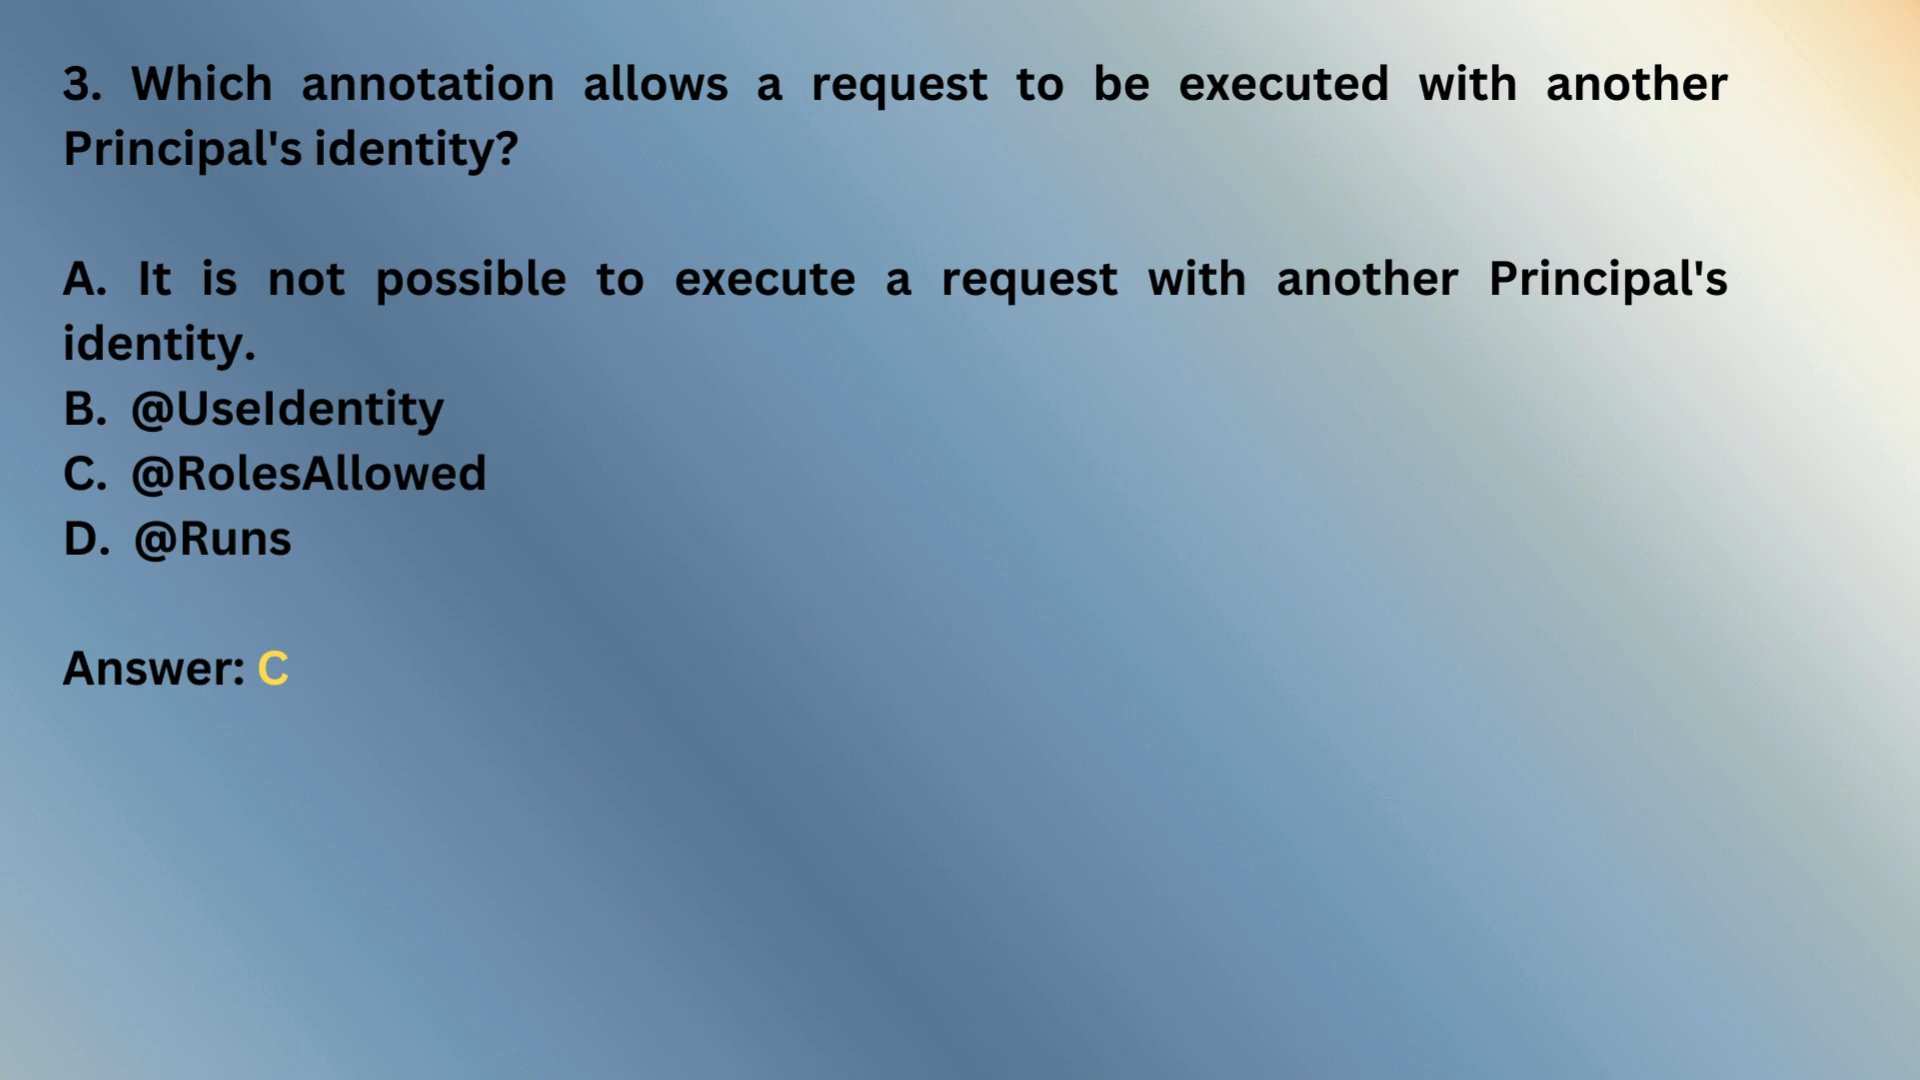 3. Which annotation allows a request to be executed with another
Principal's identity?
A. It is not possible to execute a request with another Principal's
identity.
B. @UseIdentity
C. @RolesAllowed
D. @Runs
Answer: C